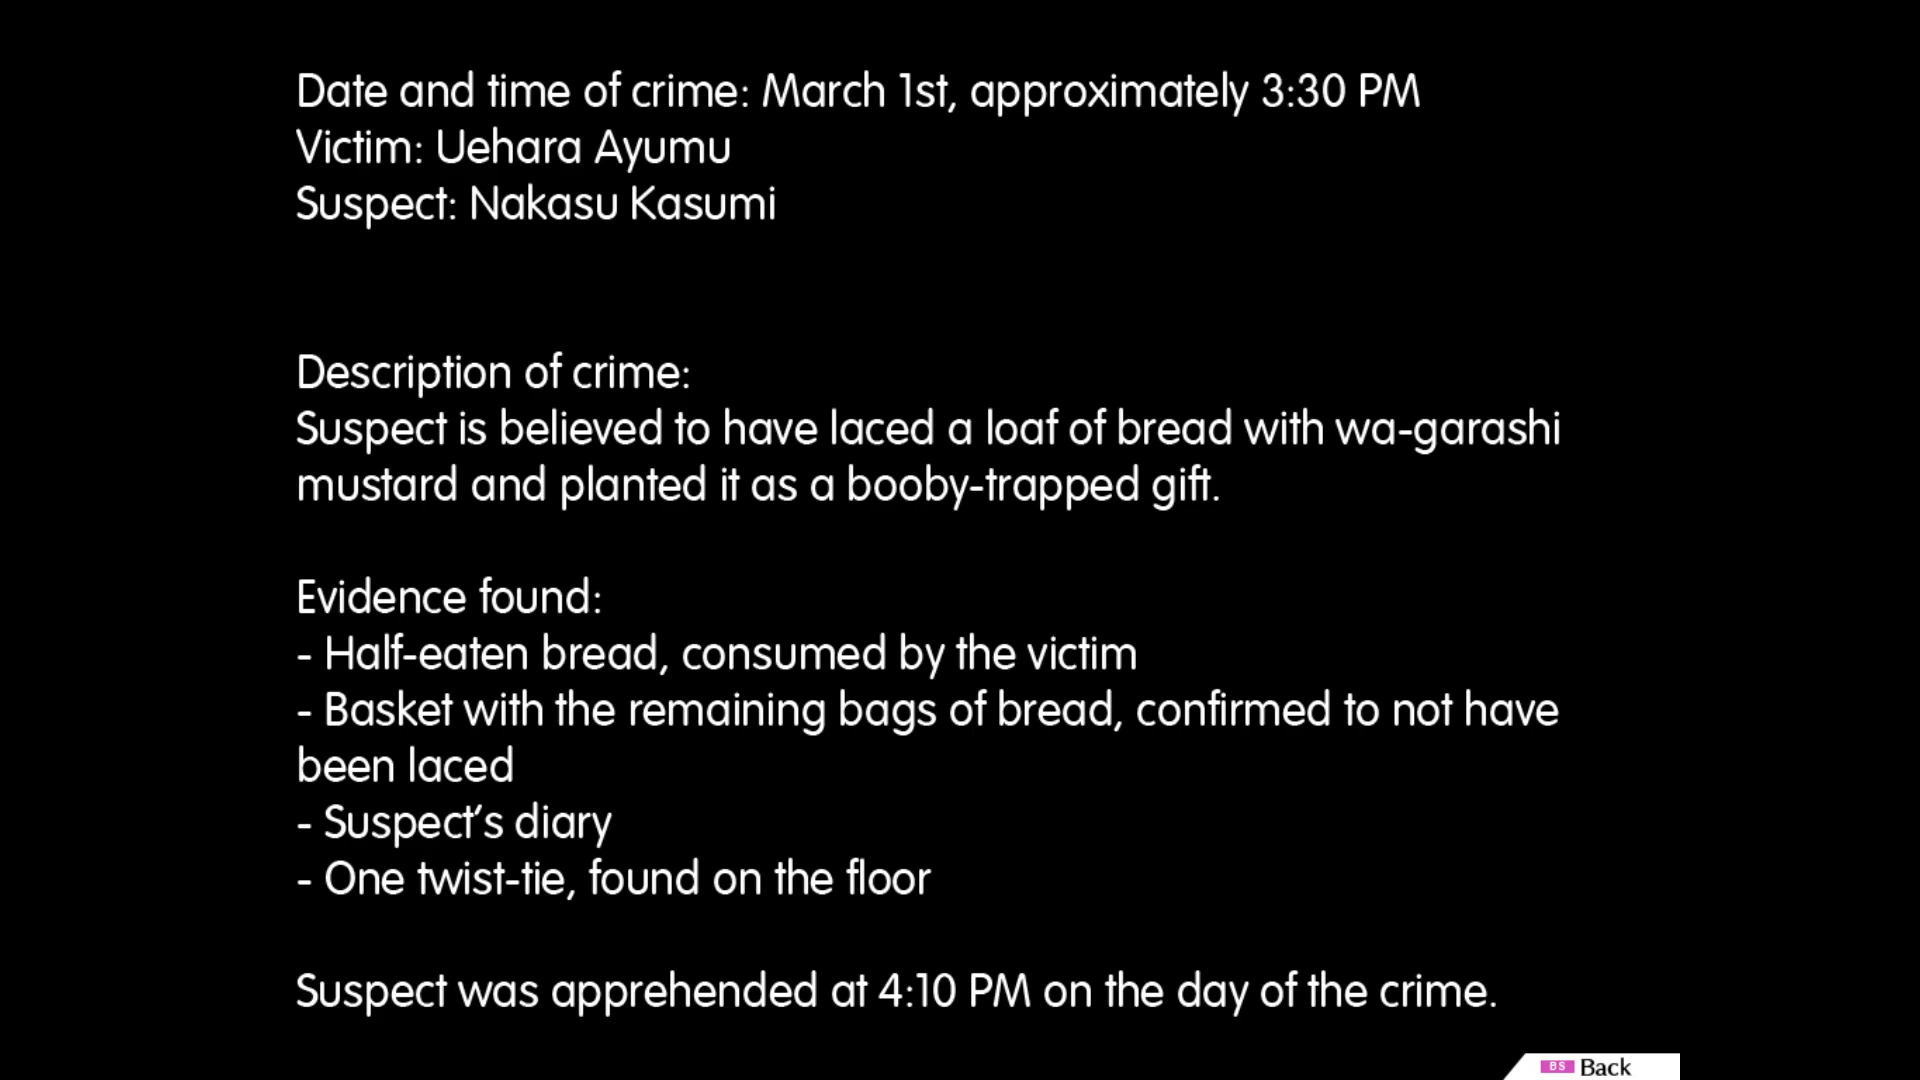 Date and time of crime: March 1st, approximately 3:30 PM
Victim: Uehara Ayumu
Suspect: Nakasu Kasumi
Description of crime:
Suspect is believed to have laced a loaf of bread with wa-garashi
mustard and planted it as a booby-trapped gift.
Evidence found:
- Half-eaten bread, consumed by the victim
- Basket with the remaining bags of bread, confirmed to not have
been laced
- Suspect's diary
- One twist-tie, found on the floor
Suspect was apprehended at 4:10 PM on the day of the crime.
BS Back